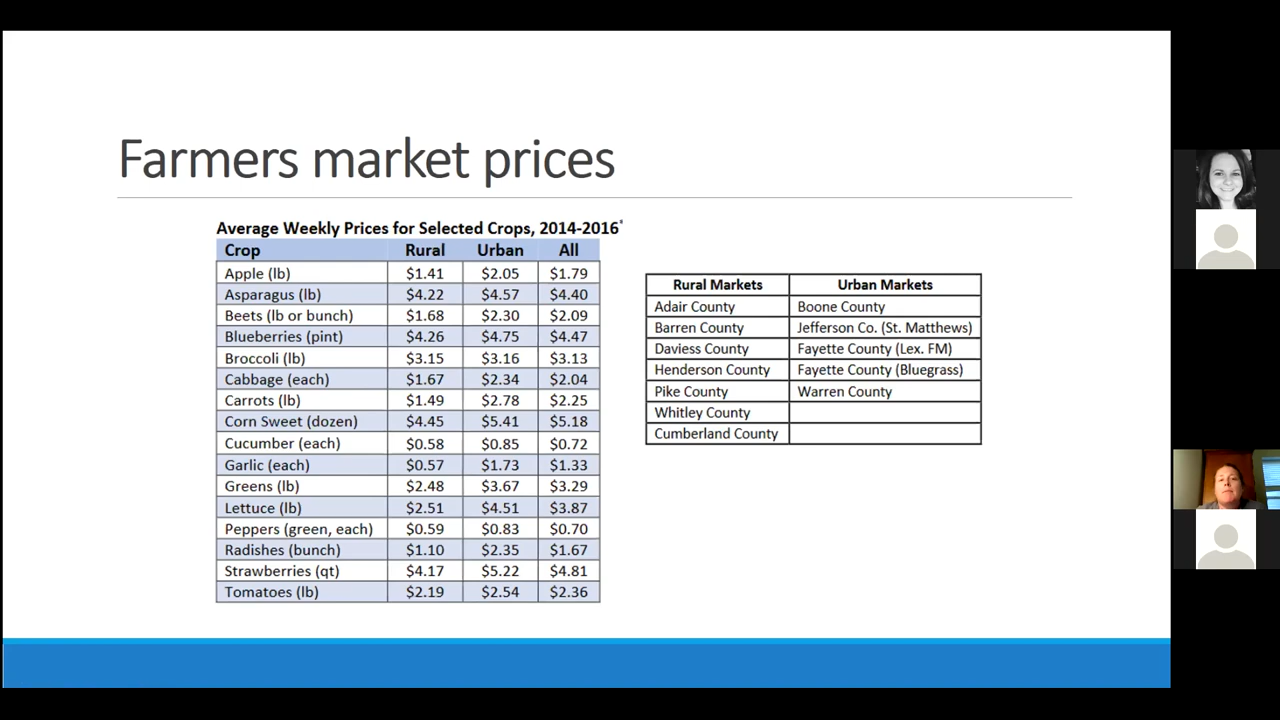 Farmers market prices
Average Weekly Prices for Selected Crops, 2014-2016*
Crop Rural Urban All
Apple (lb) $1.41 $2.05 $1.79
Asparagus (lb) $4.22 $4.57 $4.40
Beets (lb or bunch) $1.68 $2.30 $2.09
Blueberries (pint) $4.26 $4.75 $4.47
Broccoli (lb) $3.15 $3.16 $3.13
Cabbage (each) $1.67 $2.34 $2.04
Carrots (lb) $1.49 $2.78 $2.25
Corn Sweet (dozen) $4.45 $5.41 $5.18
Cucumber (each) $0.58 $0.85 $0.72
Garlic (each) $0.57 $1.73 $1.33
Greens (lb) $2.48 $3.67 $3.29
Lettuce (lb) $2.51 $4.51 $3.87
Peppers (green, each) $0.59 $0.83 $0.70
Radishes (bunch) $1.10 $2.35 $1.67
Strawberries (qt) $4.17 $5.22 $4.81
Tomatoes (lb) $2.19 $2.54 $2.36
Rural Markets Urban Markets
Adair County Boone County
Barren County Jefferson Co. (St. Matthews)
Daviess County Fayette County (Lex. FM)
Henderson County Fayette County (Bluegrass)
Pike County Warren County
Whitley County
Cumberland County